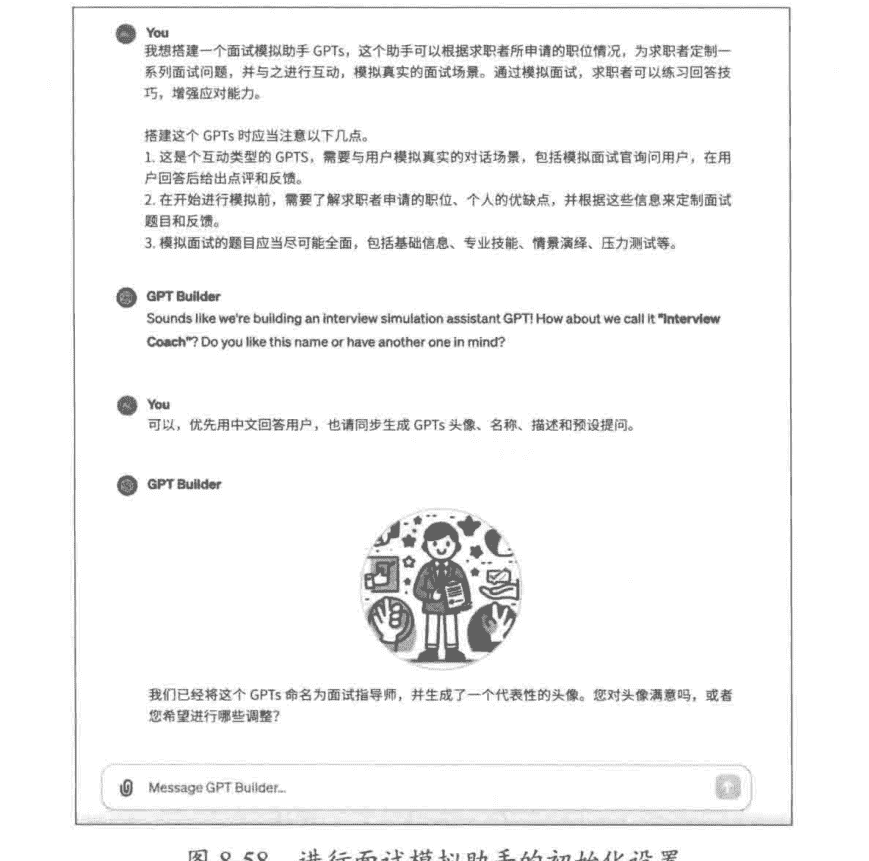 You
我想搭建一个面试模拟助手 GPTs，这个助手可以根据求职者所申请的职位情况，为求职者定制一
系列面试问题，并与之进行互动，模拟真实的面试场景。通过模拟面试，求职者可以练习回答技
巧，增强应对能力。
搭建这个 GPTs 时应当注意以下几点。
1. 这是个互动类型的 GPTS，需要与用户模拟真实的对话场景，包括模拟面试官询问用户，在用
户回答后给出点评和反馈。
2. 在开始进行模拟前，需要了解求职者申请的职位、个人的优缺点，并根据这些信息来定制面试
题目和反馈。
3. 模拟面试的题目应当尽可能全面，包括基础信息、专业技能、情景演绎、压力测试等。
GPT Builder
Sounds like we're building an interview simulation assistant GPT! How about we call it "Interview
Coach"? Do you like this name or have another one in mind?
You
可以，优先用中文回答用户，也请同步生成 GPTs 头像、名称、描述和预设提问。
GPT Builder
我们已经将这个 GPTs 命名为面试指导师，并生成了一个代表性的头像。您对头像满意吗，或者
您希望进行哪些调整？
Message GPT Builder...
图 8.58 进行面试模拟助手的初始化设置